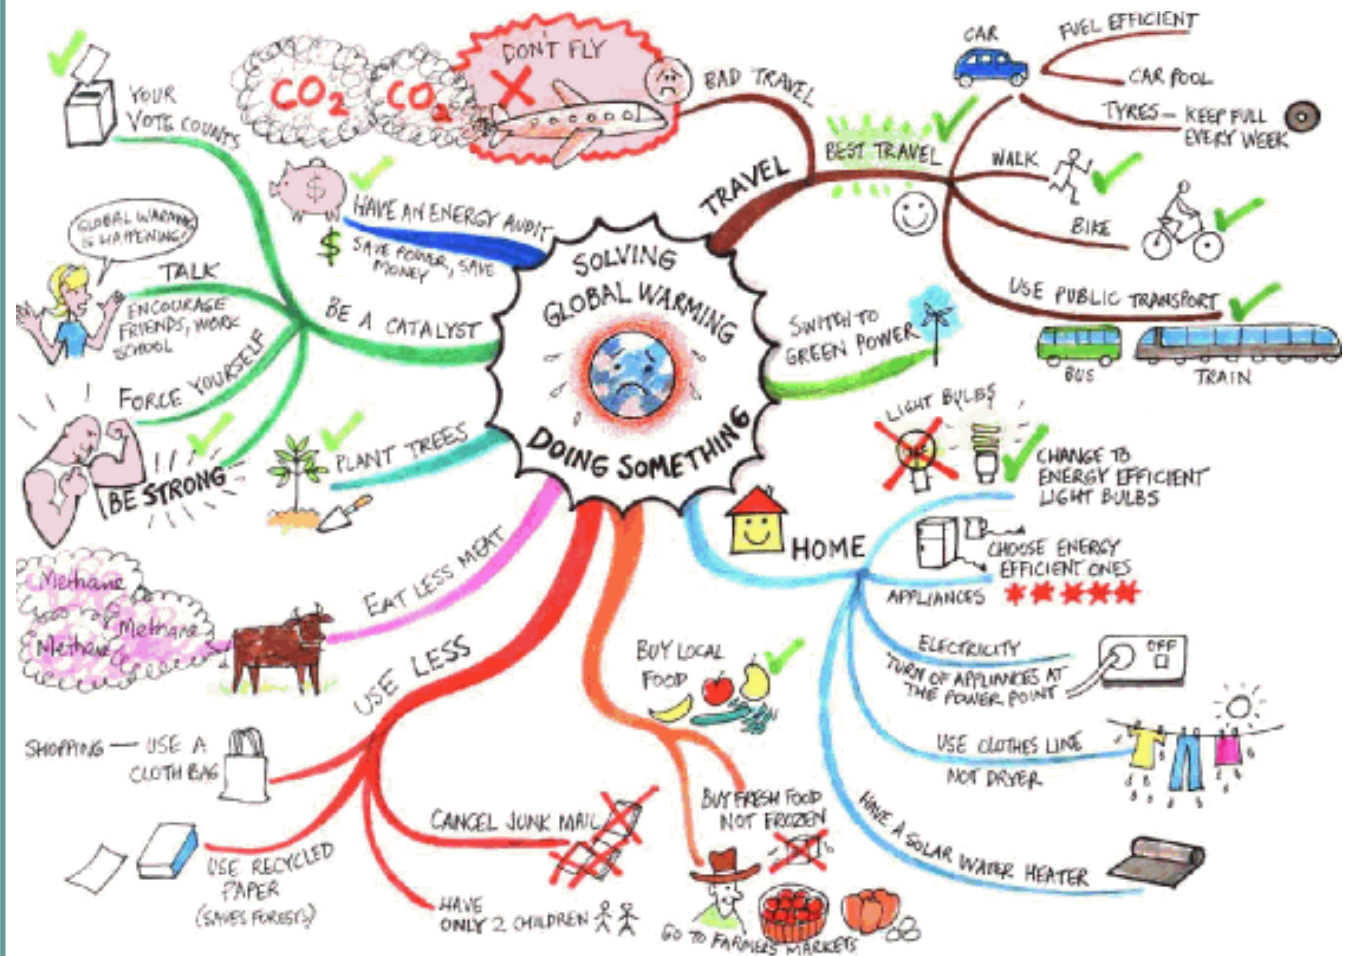 SOLVING
GLOBAL WARMING
DOING SOMETHING
TRAVEL
BAD TRAVEL
DON'T FLY
CO2
CO2
BEST TRAVEL
CAR
FUEL EFFICIENT
CAR POOL
TYRES — KEEP FULL
EVERY WEEK
WALK
BIKE
USE PUBLIC TRANSPORT
BUS
TRAIN
SWITCH TO
GREEN POWER
HOME
LIGHT BULBS
CHANGE TO
ENERGY EFFICIENT
LIGHT BULBS
CHOOSE ENERGY
EFFICIENT ONES
APPLIANCES
ELECTRICITY
TURN OF APPLIANCES AT
THE POWER POINT
OFF
USE CLOTHES LINE
NOT DRYER
HAVE A SOLAR WATER HEATER
BUY LOCAL
FOOD
BUY FRESH FOOD
NOT FROZEN
GO TO FARMERS MARKETS
USE LESS
CANCEL JUNK MAIL
HAVE
ONLY 2 CHILDREN
USE RECYCLED
PAPER
(SAVES FORESTS)
SHOPPING — USE A
CLOTH BAG
EAT LESS MEAT
Methane
Methane
Methane
PLANT TREES
BE A CATALYST
YOUR
VOTE COUNTS
TALK
ENCOURAGE
FRIENDS, WORK
SCHOOL
GLOBAL WARMING
IS HAPPENING!
FORCE YOURSELF
BE STRONG
HAVE AN ENERGY AUDIT
SAVE POWER, SAVE
MONEY
$
$